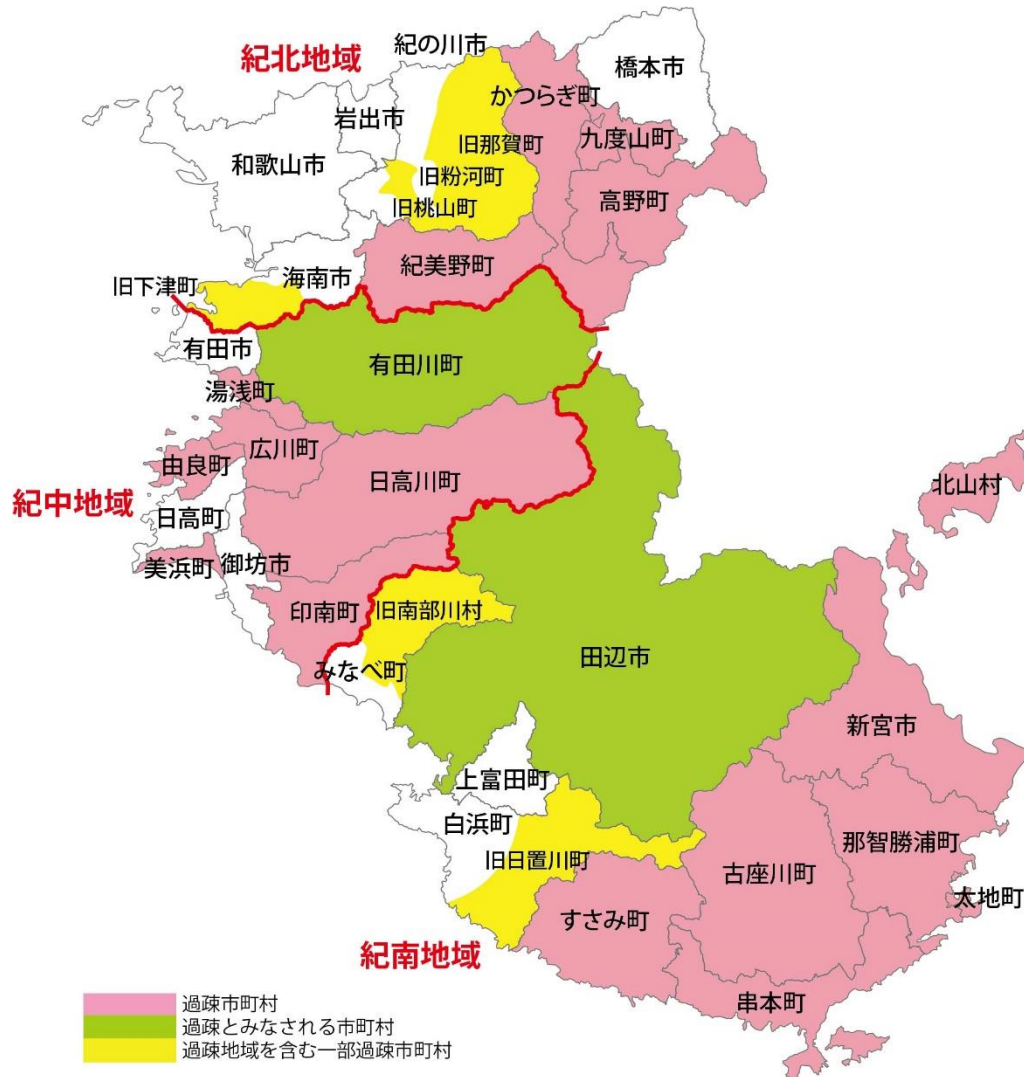 紀の川市
橋本市
紀北地域
かつらぎ町
岩出市
旧那賀町
九度山町
和歌山市
旧粉河町
旧桃山町
高野町
紀美野町
海南市
旧下津町
有田市
有田川町
湯浅町
広川町
由良町
日高川町
北山村
紀中地域
日高町
美浜町
御坊市
印南町
旧南部川村
みなべ町
田辺市
新宮市
上富田町
白浜町
那智勝浦町
旧日置川町
古座川町
太地町
すさみ町
紀南地域
串本町
過疎市町村
過疎とみなされる市町村
過疎地域を含む一部過疎市町村